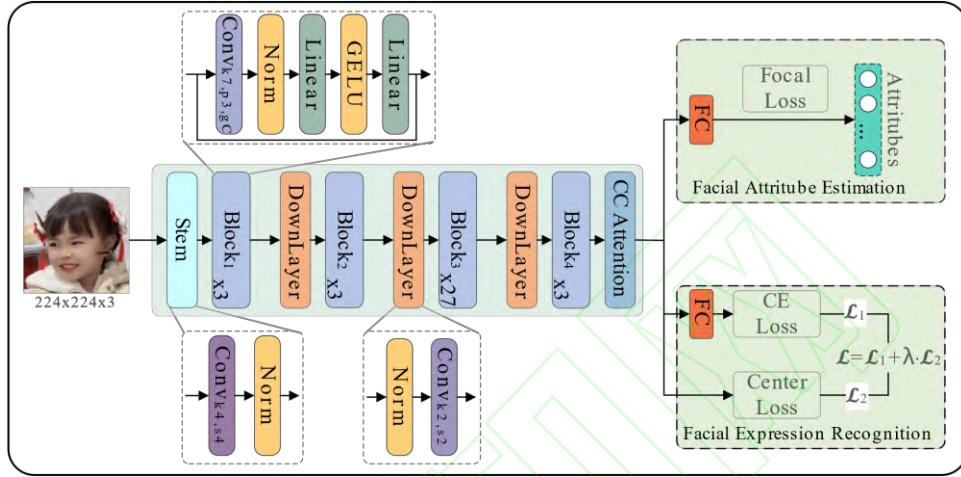 Conv k7,p3,gC
Norm
Linear
GELU
Linear
224x224x3
Stem
Block1
x3
DownLayer
Block2
x3
DownLayer
Block3
x27
DownLayer
Block4
x3
CC Attention
Conv k4,s4
Norm
Norm
Conv k2,s2
FC
Focal
Loss
...
Attritubes
Facial Attritube Estimation
FC
CE
Loss
ℒ1
ℒ=ℒ1+λ·ℒ2
Center
Loss
ℒ2
Facial Expression Recognition